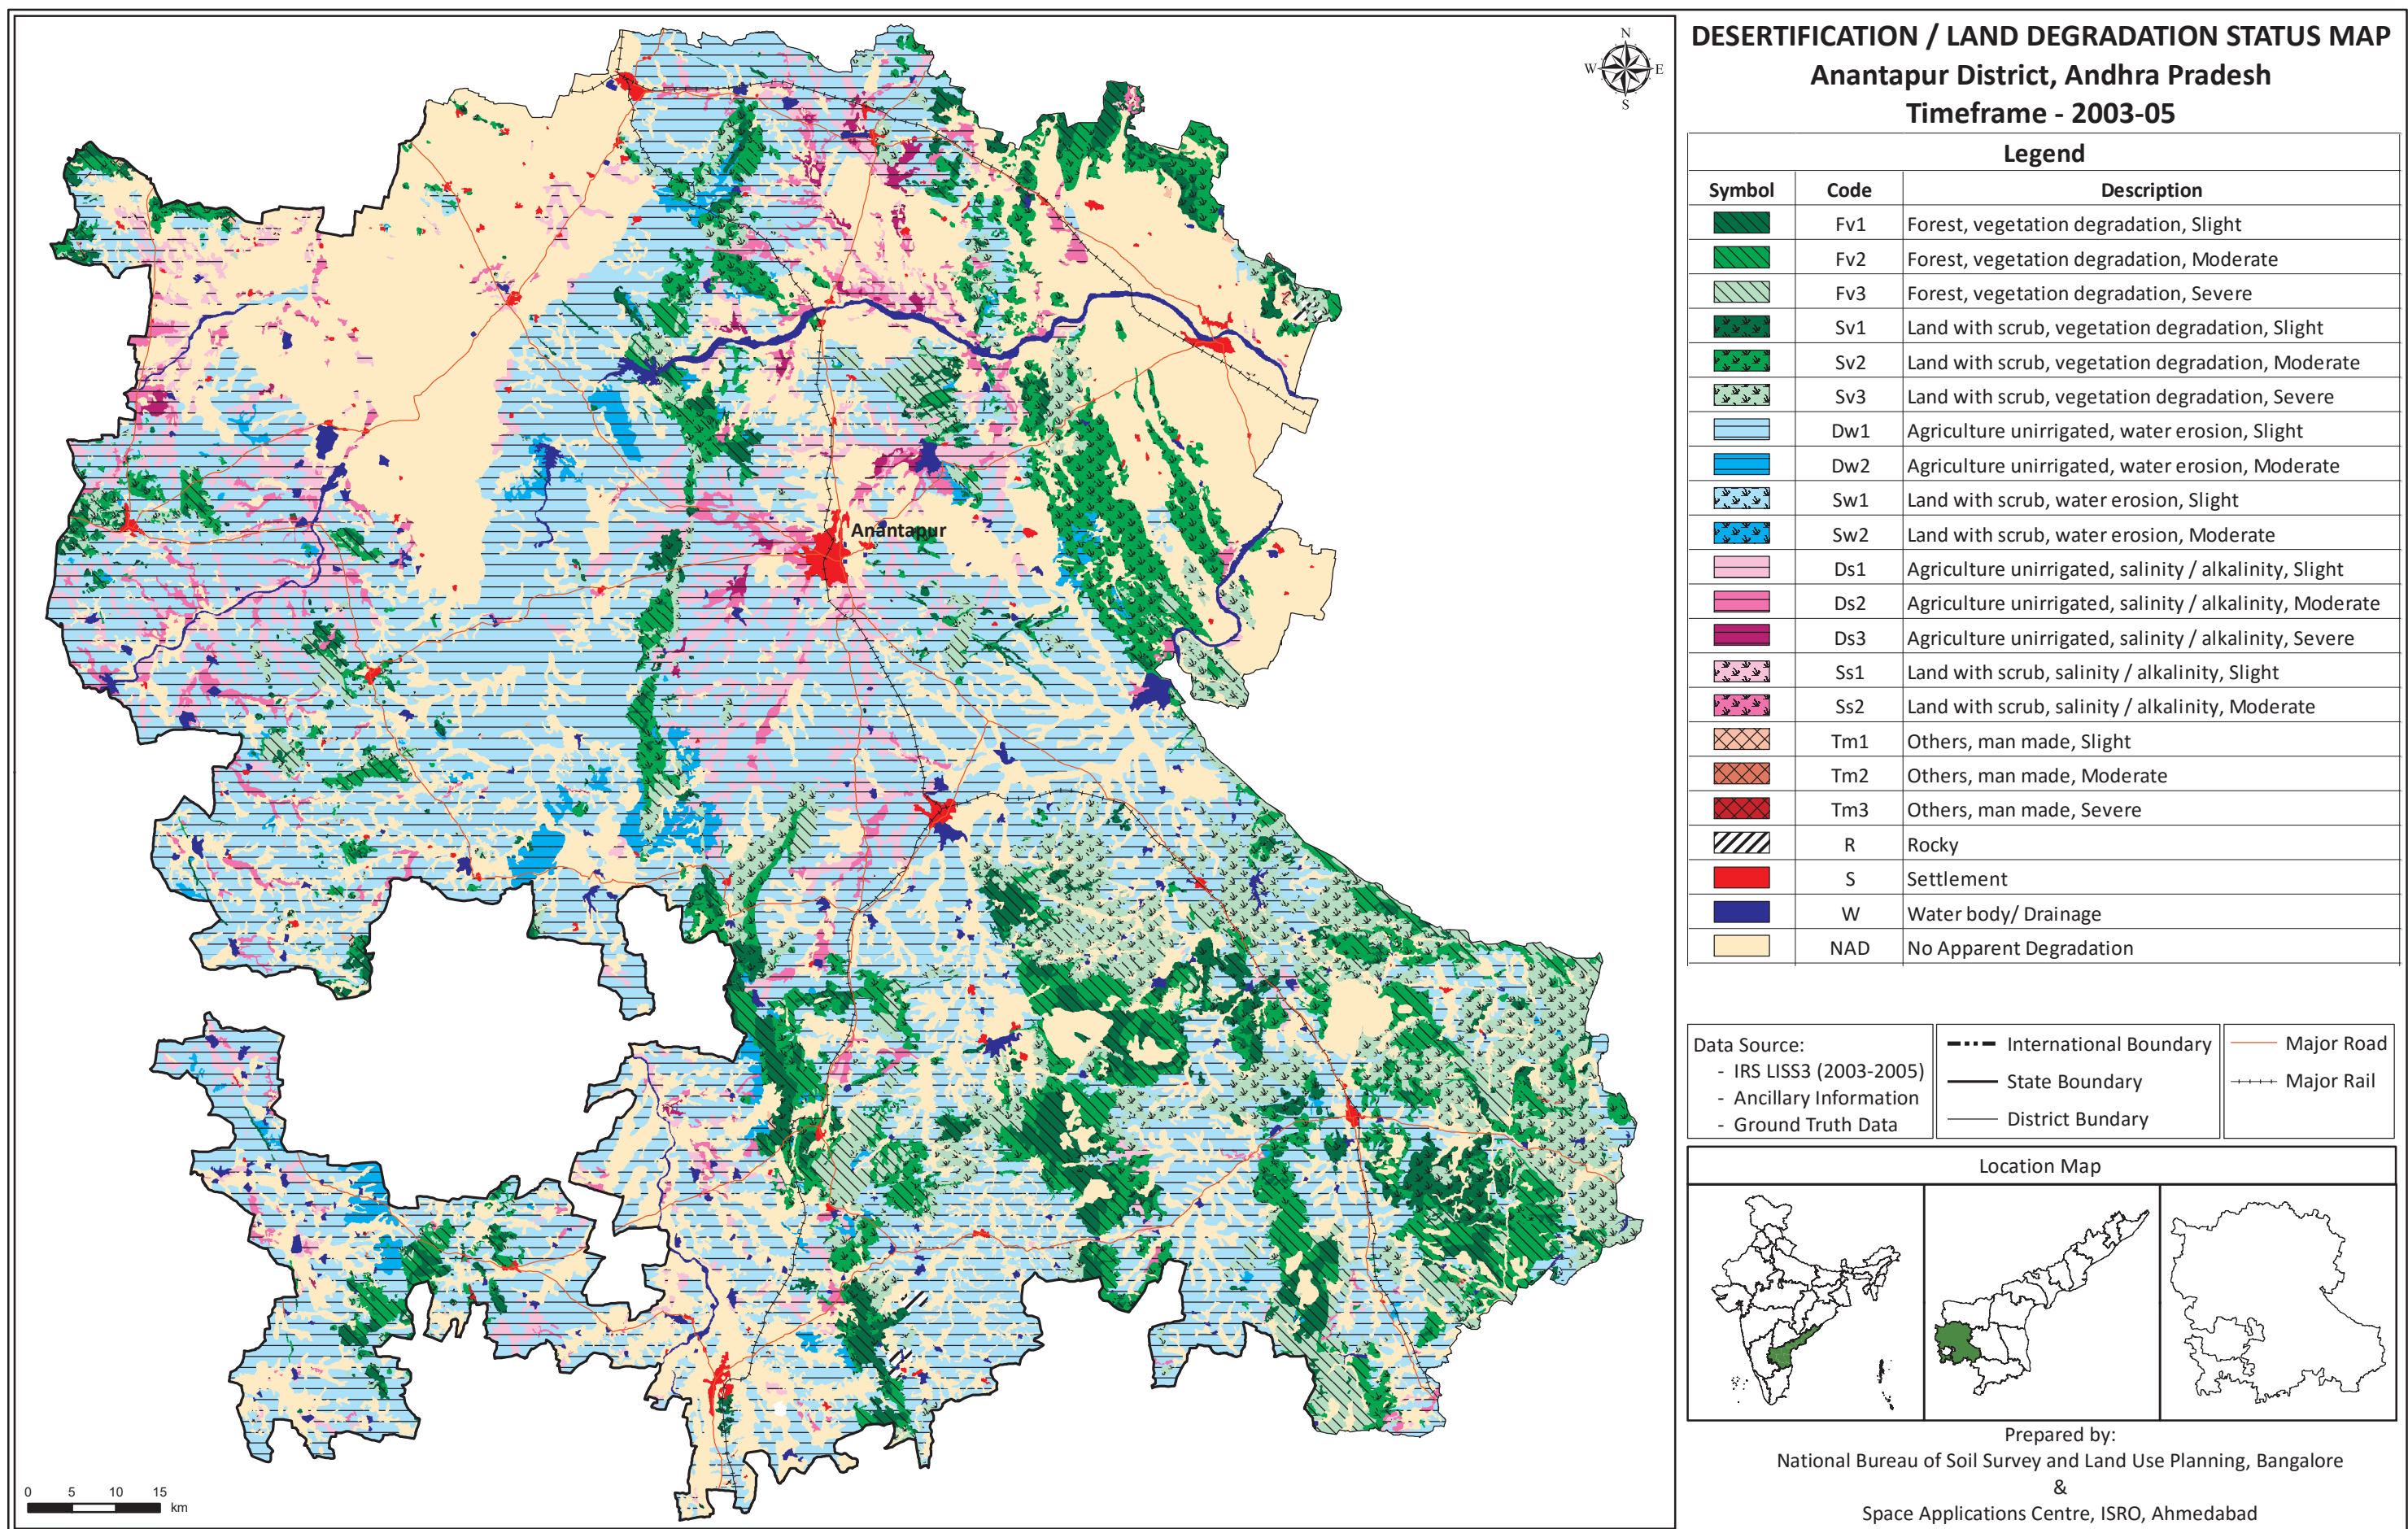 DESERTIFICATION / LAND DEGRADATION STATUS MAP
Anantapur District, Andhra Pradesh
Timeframe - 2003-05
Legend
Symbol Code Description
Fv1 Forest, vegetation degradation, Slight
Fv2 Forest, vegetation degradation, Moderate
Fv3 Forest, vegetation degradation, Severe
Sv1 Land with scrub, vegetation degradation, Slight
Sv2 Land with scrub, vegetation degradation, Moderate
Sv3 Land with scrub, vegetation degradation, Severe
Dw1 Agriculture unirrigated, water erosion, Slight
Dw2 Agriculture unirrigated, water erosion, Moderate
Sw1 Land with scrub, water erosion, Slight
Sw2 Land with scrub, water erosion, Moderate
Ds1 Agriculture unirrigated, salinity / alkalinity, Slight
Ds2 Agriculture unirrigated, salinity / alkalinity, Moderate
Ds3 Agriculture unirrigated, salinity / alkalinity, Severe
Ss1 Land with scrub, salinity / alkalinity, Slight
Ss2 Land with scrub, salinity / alkalinity, Moderate
Tm1 Others, man made, Slight
Tm2 Others, man made, Moderate
Tm3 Others, man made, Severe
R Rocky
S Settlement
W Water body/ Drainage
NAD No Apparent Degradation
Data Source:
- IRS LISS3 (2003-2005)
- Ancillary Information
- Ground Truth Data
International Boundary
State Boundary
District Bundary
Major Road
Major Rail
Location Map
Prepared by:
National Bureau of Soil Survey and Land Use Planning, Bangalore
&
Space Applications Centre, ISRO, Ahmedabad
N
W E
S
Anantapur
0 5 10 15
km